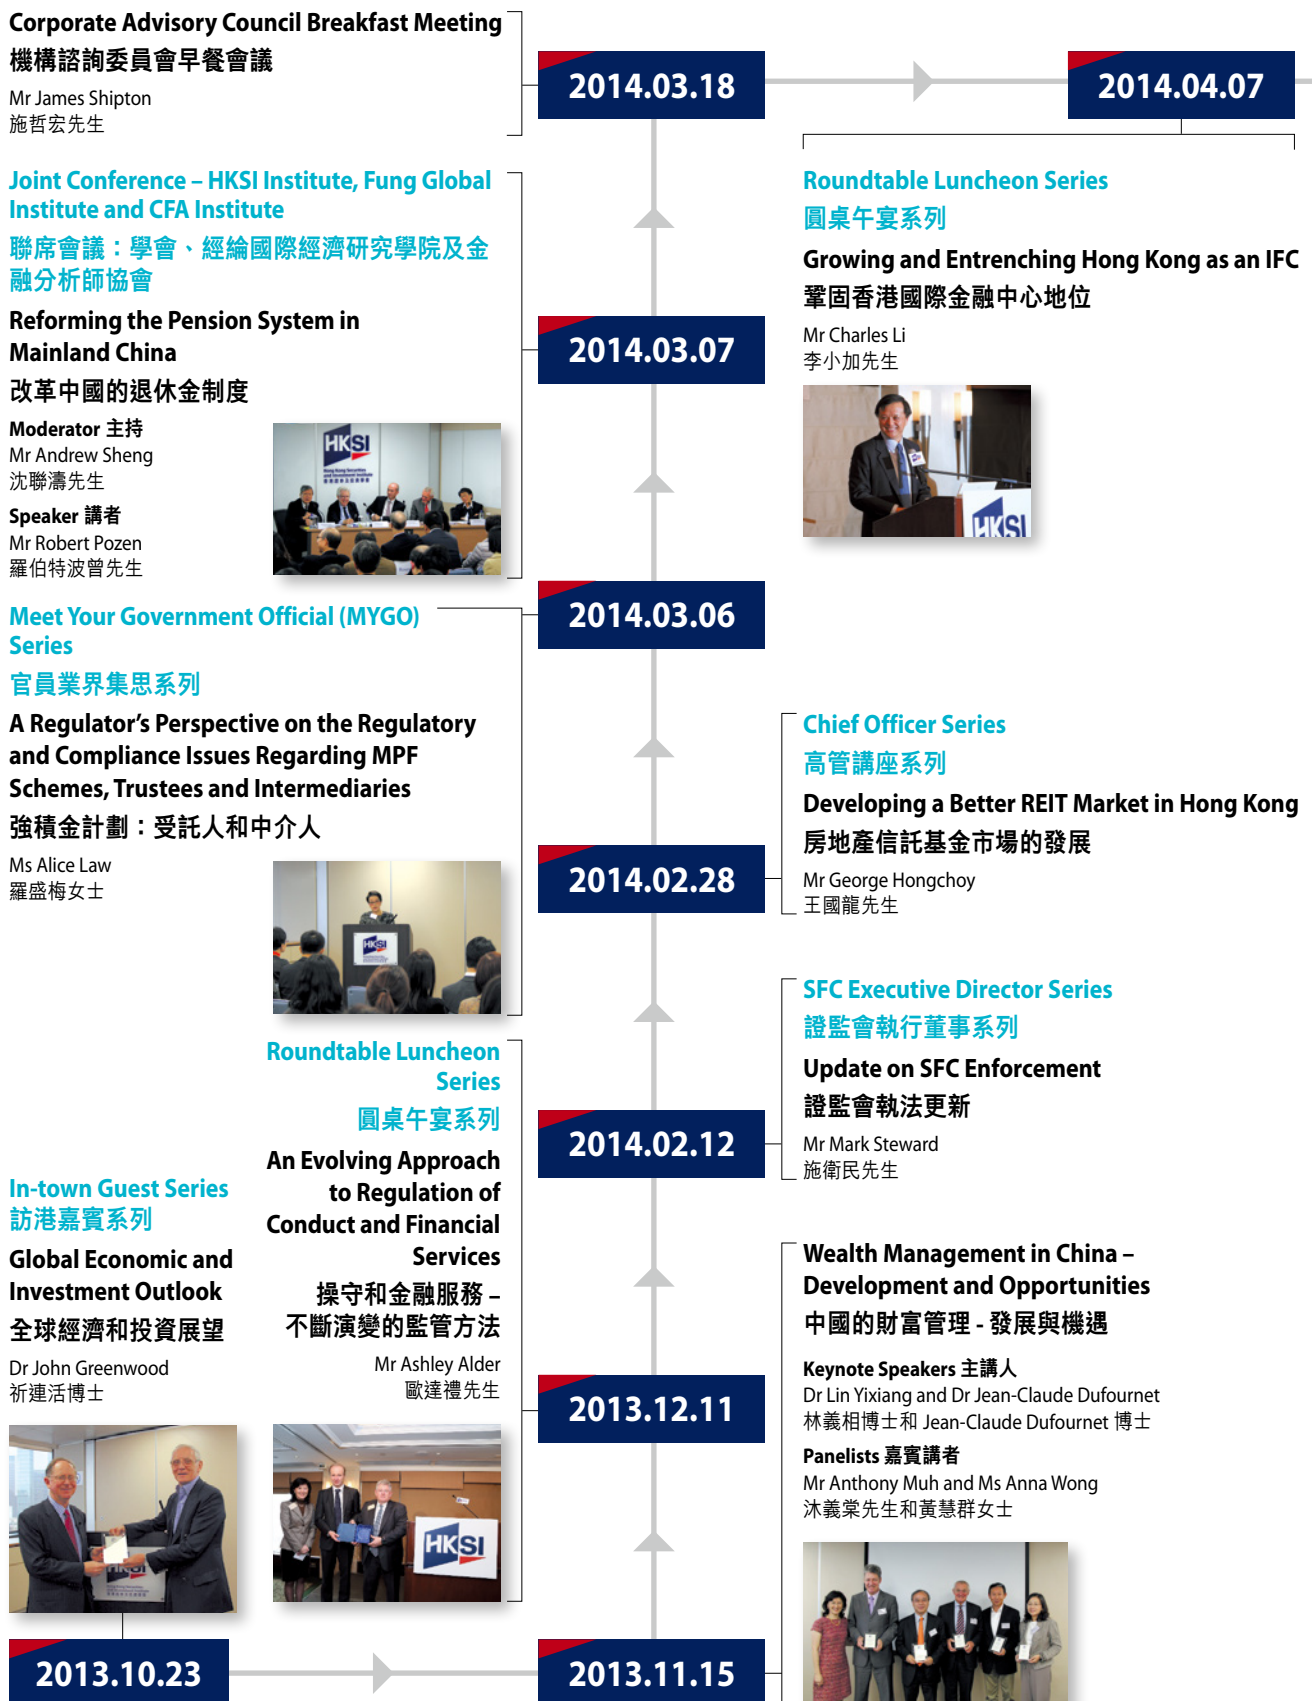 Corporate Advisory Council Breakfast Meeting
機構諮詢委員會早餐會議
Mr James Shipton
施哲宏先生
2014.03.18
2014.04.07
Joint Conference – HKSI Institute, Fung Global
Institute and CFA Institute
聯席會議：學會、經綸國際經濟研究學院及金
融分析師協會
Reforming the Pension System in
Mainland China
改革中國的退休金制度
Moderator 主持
Mr Andrew Sheng
沈聯濤先生
Speaker 講者
Mr Robert Pozen
羅伯特波曾先生
HKSI
Hong Kong Securities
and Investment Institute
香港證券及投資學會
2014.03.07
Roundtable Luncheon Series
圓桌午宴系列
Growing and Entrenching Hong Kong as an IFC
鞏固香港國際金融中心地位
Mr Charles Li
李小加先生
HKSI
Meet Your Government Official (MYGO)
Series
官員業界集思系列
A Regulator’s Perspective on the Regulatory
and Compliance Issues Regarding MPF
Schemes, Trustees and Intermediaries
強積金計劃：受託人和中介人
Ms Alice Law
羅盛梅女士
HKSI
2014.03.06
2014.02.28
Chief Officer Series
高管講座系列
Developing a Better REIT Market in Hong Kong
房地產信託基金市場的發展
Mr George Hongchoy
王國龍先生
SFC Executive Director Series
證監會執行董事系列
Update on SFC Enforcement
證監會執法更新
Mr Mark Steward
施衛民先生
2014.02.12
Roundtable Luncheon
Series
圓桌午宴系列
An Evolving Approach
to Regulation of
Conduct and Financial
Services
操守和金融服務 –
不斷演變的監管方法
Mr Ashley Alder
歐達禮先生
HKSI
2013.12.11
In-town Guest Series
訪港嘉賓系列
Global Economic and
Investment Outlook
全球經濟和投資展望
Dr John Greenwood
祈連活博士
HKSI
2013.10.23
2013.11.15
Wealth Management in China –
Development and Opportunities
中國的財富管理 - 發展與機遇
Keynote Speakers 主講人
Dr Lin Yixiang and Dr Jean-Claude Dufournet
林義相博士和 Jean-Claude Dufournet 博士
Panelists 嘉賓講者
Mr Anthony Muh and Ms Anna Wong
沐義棠先生和黃慧群女士